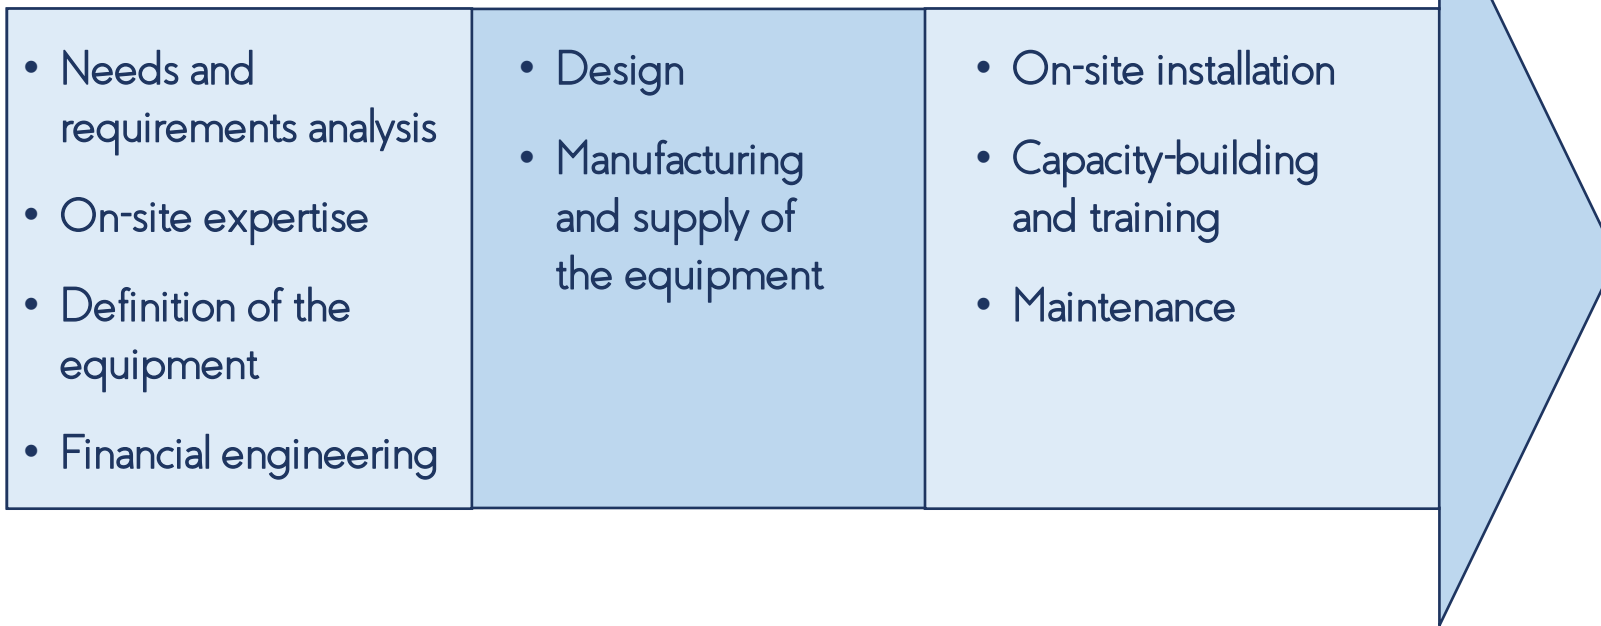 • Needs and
requirements analysis
• On-site expertise
• Definition of the
equipment
• Financial engineering
• Design
• Manufacturing
and supply of
the equipment
• On-site installation
• Capacity-building
and training
• Maintenance